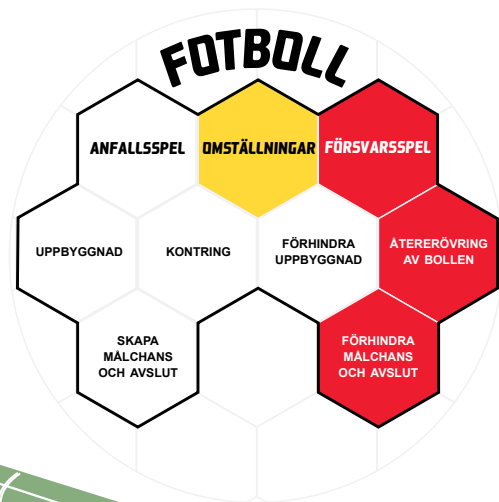 FOTBOLL
ANFALLSSPEL
OMSTÄLLNINGAR
FÖRSVARSSPEL
UPPBYGGNAD
KONTRING
FÖRHINDRA
UPPBYGGNAD
ÅTERERÖVRING
AV BOLLEN
SKAPA
MÅLCHANS
OCH AVSLUT
FÖRHINDRA
MÅLCHANS
OCH AVSLUT